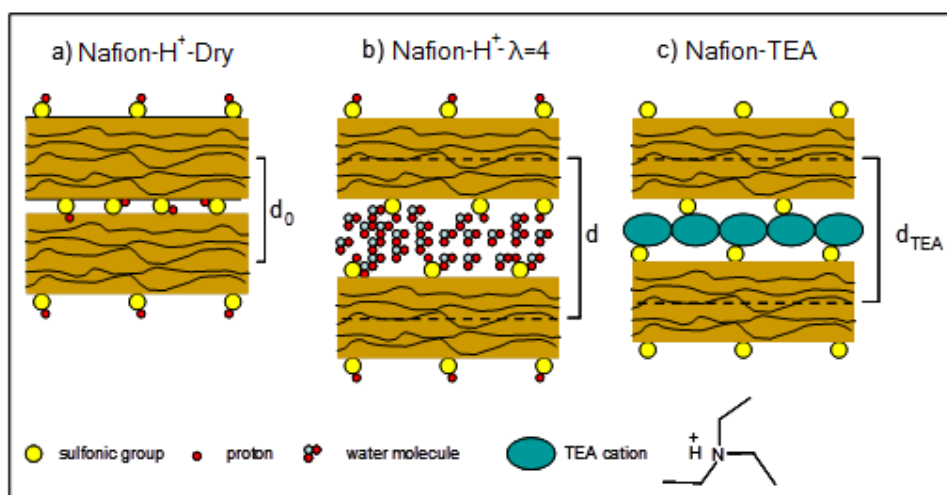 a) Nafion-H⁺-Dry
b) Nafion-H⁺-λ=4
c) Nafion-TEA
d₀
d
d_TEA
sulfonic group
proton
water molecule
TEA cation
+
H
N